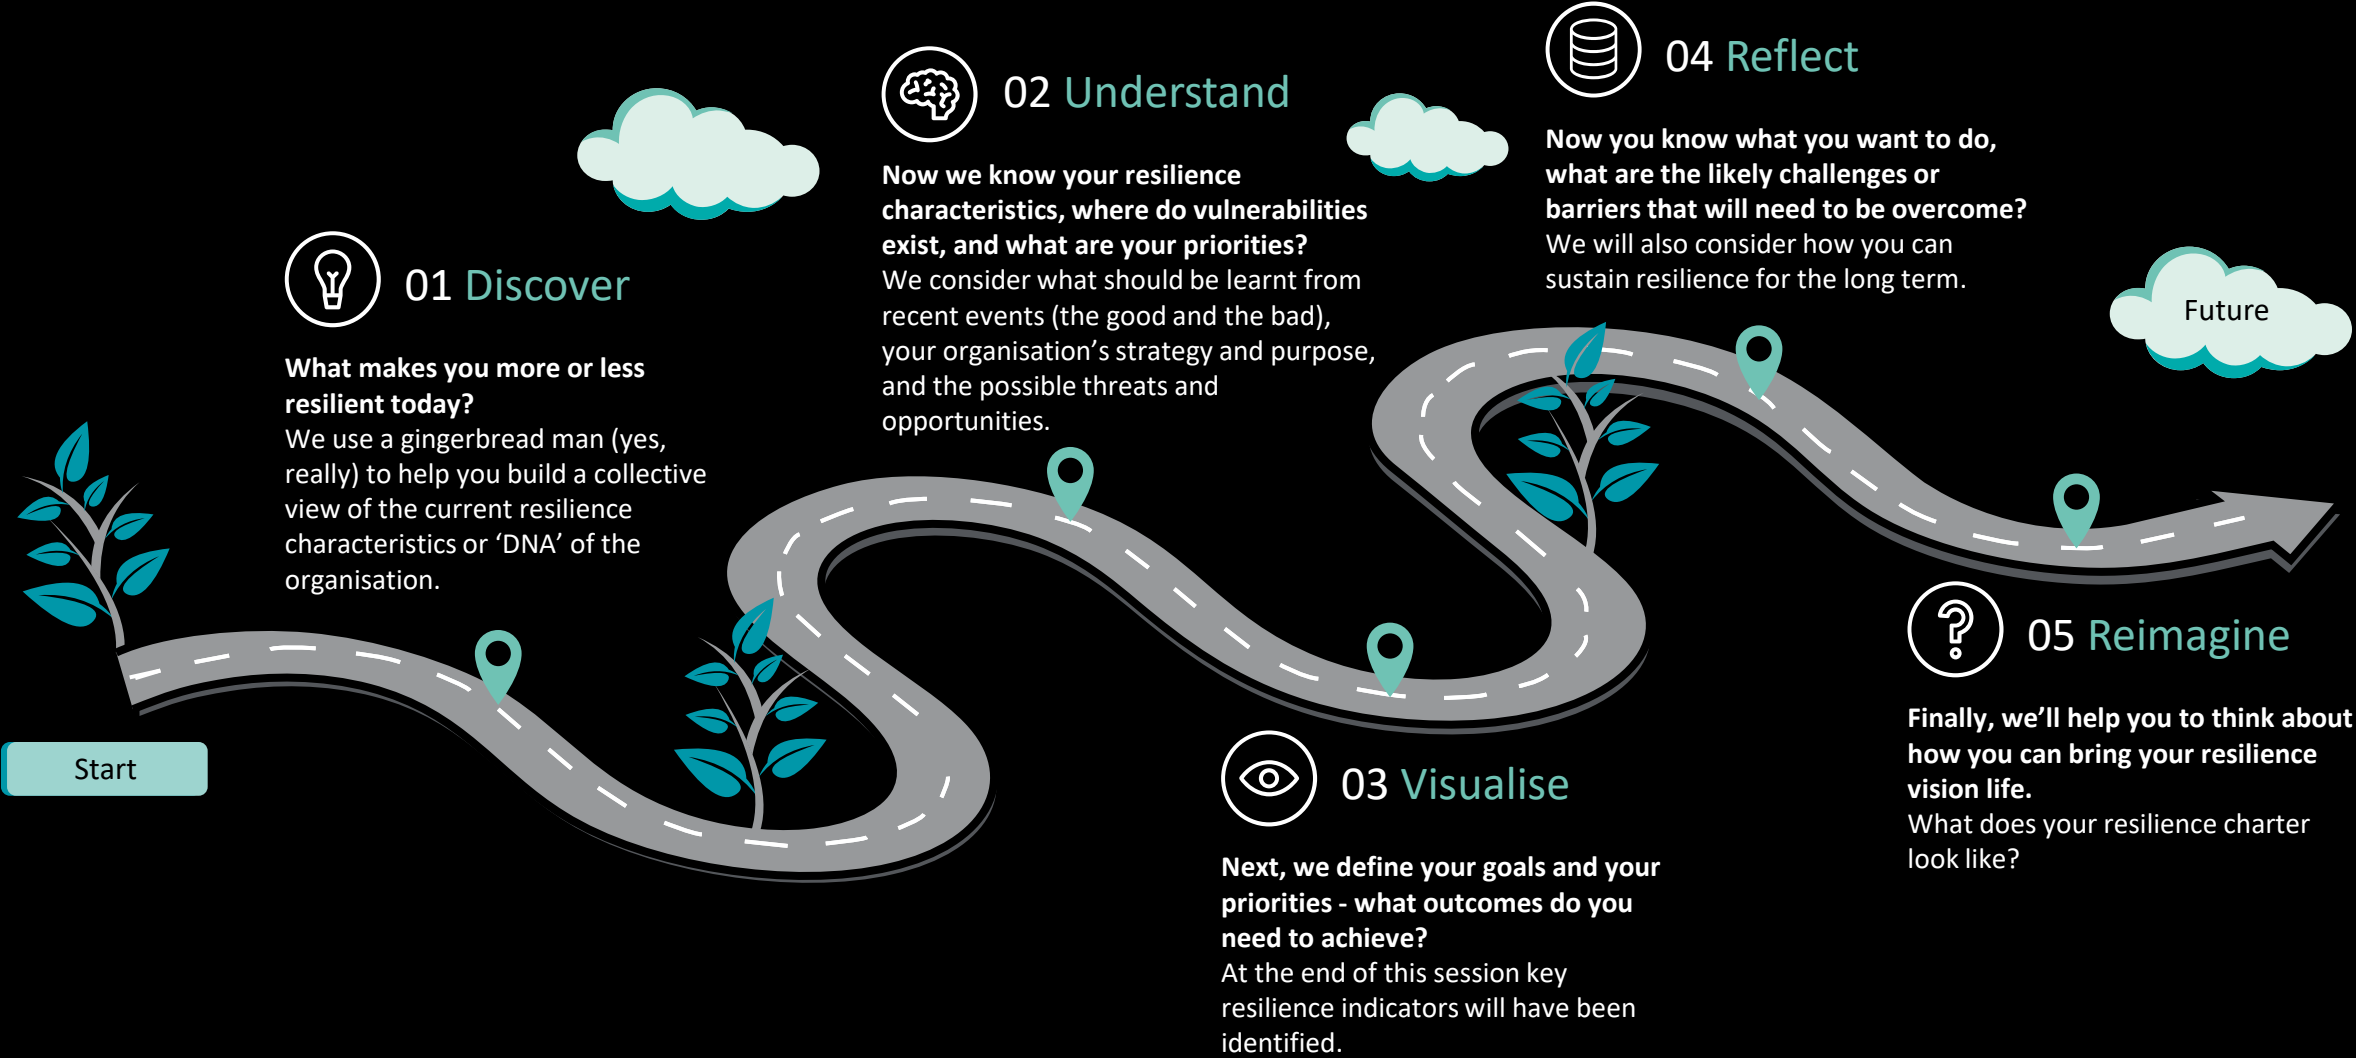 Start
01 Discover
What makes you more or less
resilient today?
We use a gingerbread man (yes,
really) to help you build a collective
view of the current resilience
characteristics or ‘DNA’ of the
organisation.
02 Understand
Now we know your resilience
characteristics, where do vulnerabilities
exist, and what are your priorities?
We consider what should be learnt from
recent events (the good and the bad),
your organisation’s strategy and purpose,
and the possible threats and
opportunities.
03 Visualise
Next, we define your goals and your
priorities - what outcomes do you
need to achieve?
At the end of this session key
resilience indicators will have been
identified.
04 Reflect
Now you know what you want to do,
what are the likely challenges or
barriers that will need to be overcome?
We will also consider how you can
sustain resilience for the long term.
05 Reimagine
Finally, we’ll help you to think about
how you can bring your resilience
vision life.
What does your resilience charter
look like?
Future